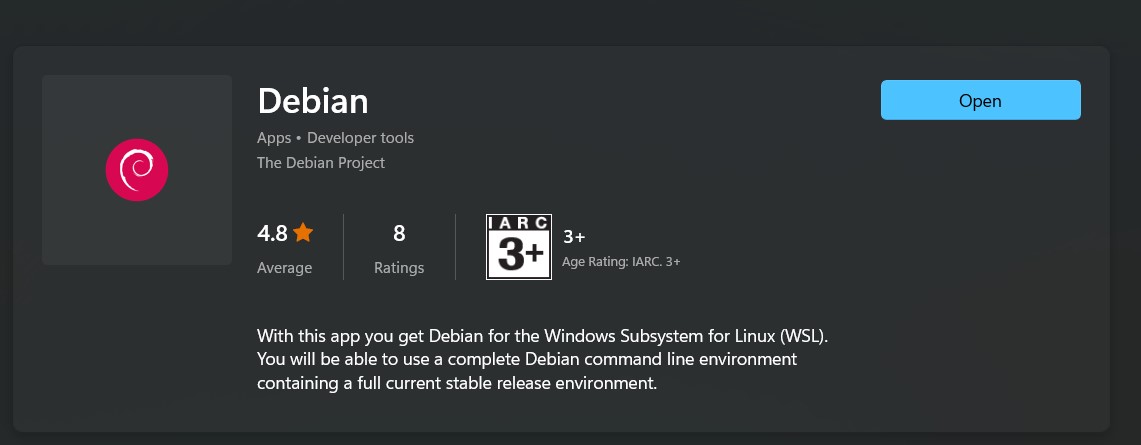 Debian
Open
Apps • Developer tools
The Debian Project
4.8
Average
8
Ratings
IARC
3+
3+
Age Rating: IARC. 3+
With this app you get Debian for the Windows Subsystem for Linux (WSL).
You will be able to use a complete Debian command line environment
containing a full current stable release environment.